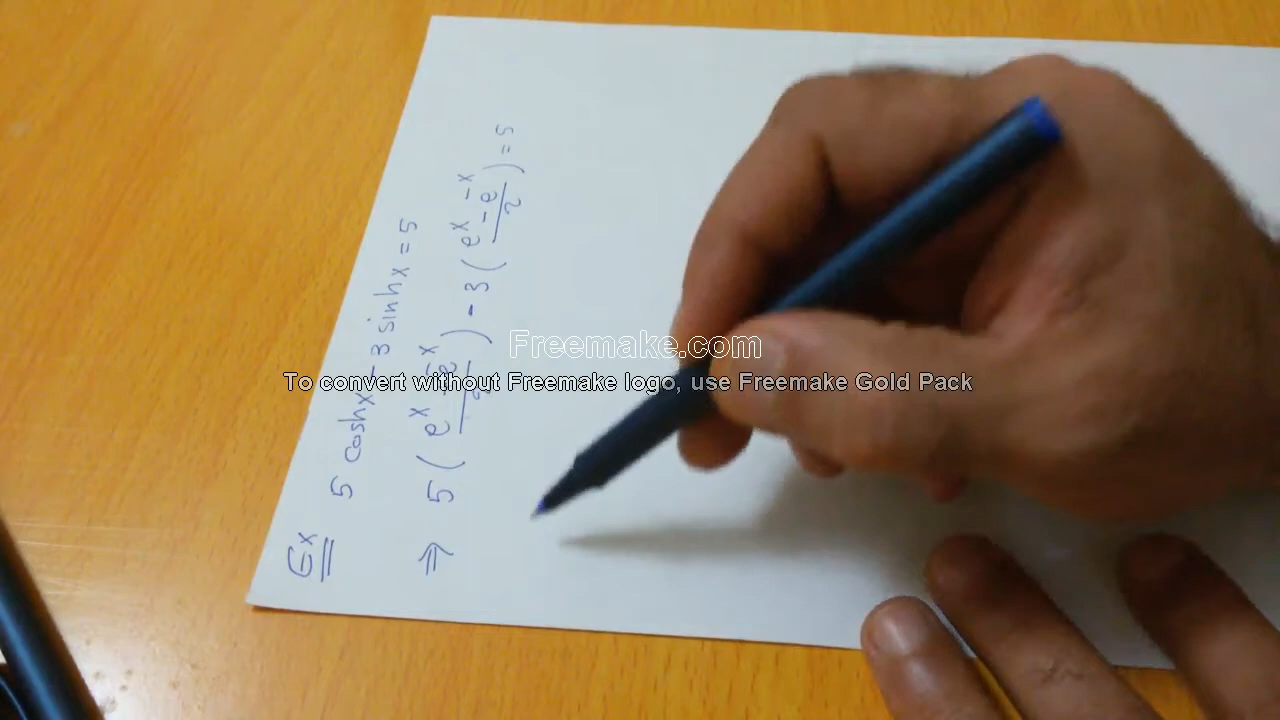 Ex 5 coshx - 3 sinhx = 5
⇒ 5 ( e^x + e^-x / 2 ) - 3 ( e^x - e^-x / 2 ) = 5
Freemake.com
To convert without Freemake logo, use Freemake Gold Pack